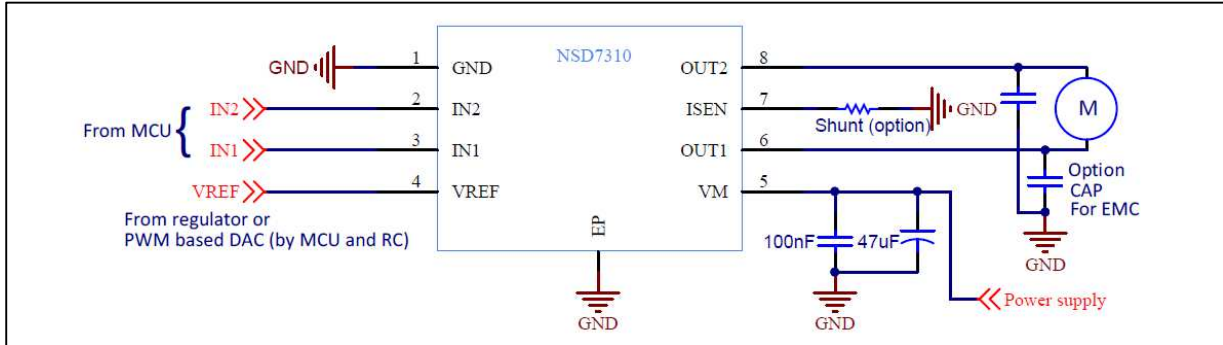 NSD7310
GND
1
GND
IN2
2
IN2
From MCU {
IN1
3
IN1
VREF
4
VREF
From regulator or
PWM based DAC (by MCU and RC)
EP
GND
OUT2
8
ISEN
7
Shunt (option)
GND
OUT1
6
VM
5
M
Option
CAP
For EMC
GND
100nF
47uF
GND
Power supply